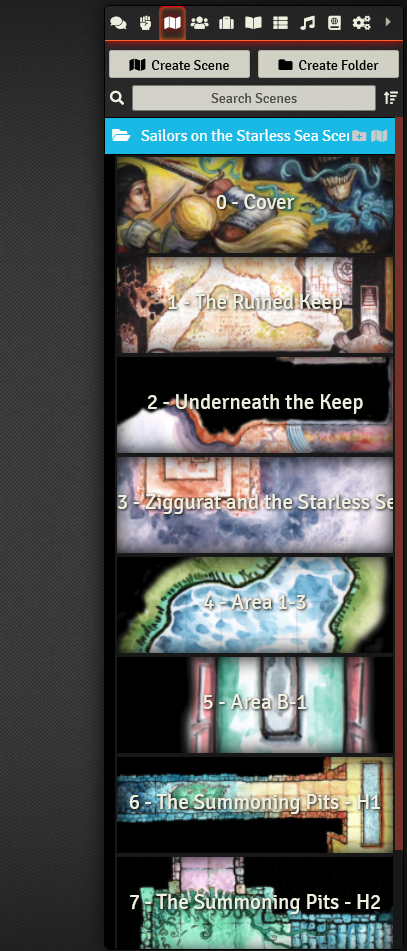 Create Scene
Create Folder
Search Scenes
Sailors on the Starless Sea Scen
0 - Cover
1 - The Ruined Keep
2 - Underneath the Keep
3 - Ziggurat and the Starless Se
4 - Area 1-3
5 - Area B-1
6 - The Summoning Pits - H1
7 - The Summoning Pits - H2